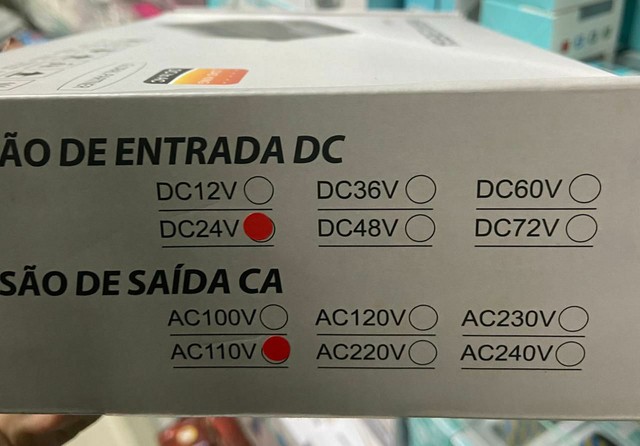 ÃO DE ENTRADA DC
DC12V DC36V DC60V
DC24V DC48V DC72V
SÃO DE SAÍDA CA
AC100V AC120V AC230V
AC110V AC220V AC240V